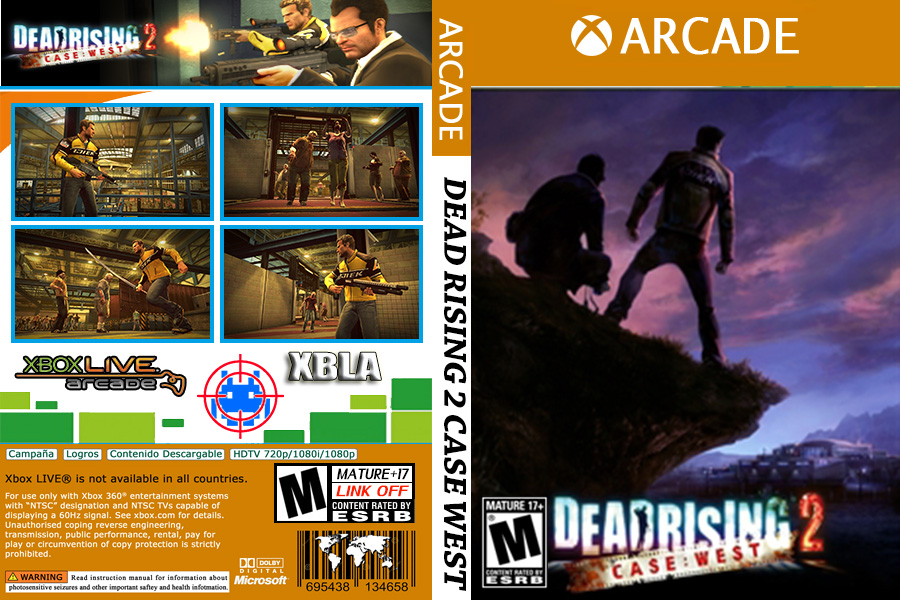 DEADRISING 2
CASE: WEST
XBOX LIVE
arcade
XBLA
Campaña
Logros
Contenido Descargable
HDTV 720p/1080i/1080p
Xbox LIVE® is not available in all countries.
For use only with Xbox 360® entertainment systems
with “NTSC” designation and NTSC TVs capable of
displaying a 60Hz signal. See xbox.com for details.
Unauthorised coping reverse engineering,
transmission, public performance, rental, pay for
play or circumvention of copy protection is strictly
prohibited.
WARNING Read instruction manual for information about
photosensitive seizures and other important saftey and health infotmation.
M
MATURE+17
LINK OFF
CONTENT RATED BY
ESRB
DOLBY
DIGITAL
Microsoft
695438 134658
ARCADE
DEAD RISING 2 CASE WEST
ARCADE
MATURE 17+
M
CONTENT RATED BY
ESRB
DEADRISING 2
CASE: WEST